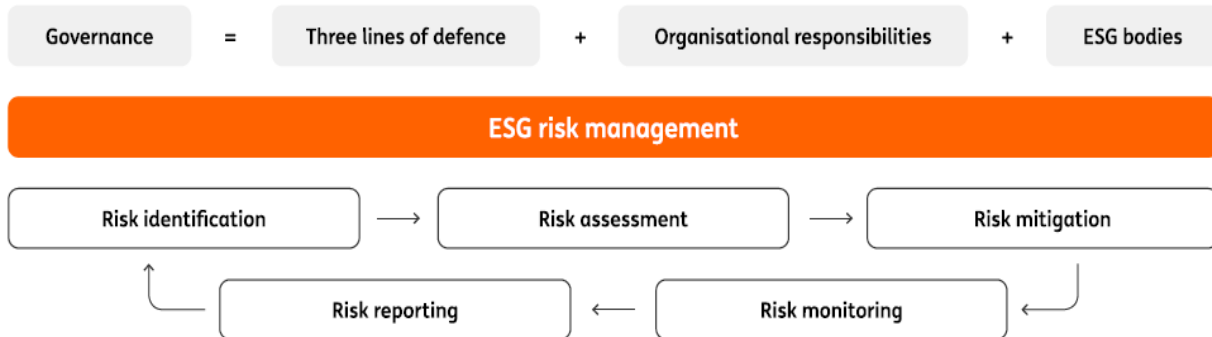 Governance = Three lines of defence + Organisational responsibilities + ESG bodies
ESG risk management
Risk identification → Risk assessment → Risk mitigation
Risk reporting ← Risk monitoring